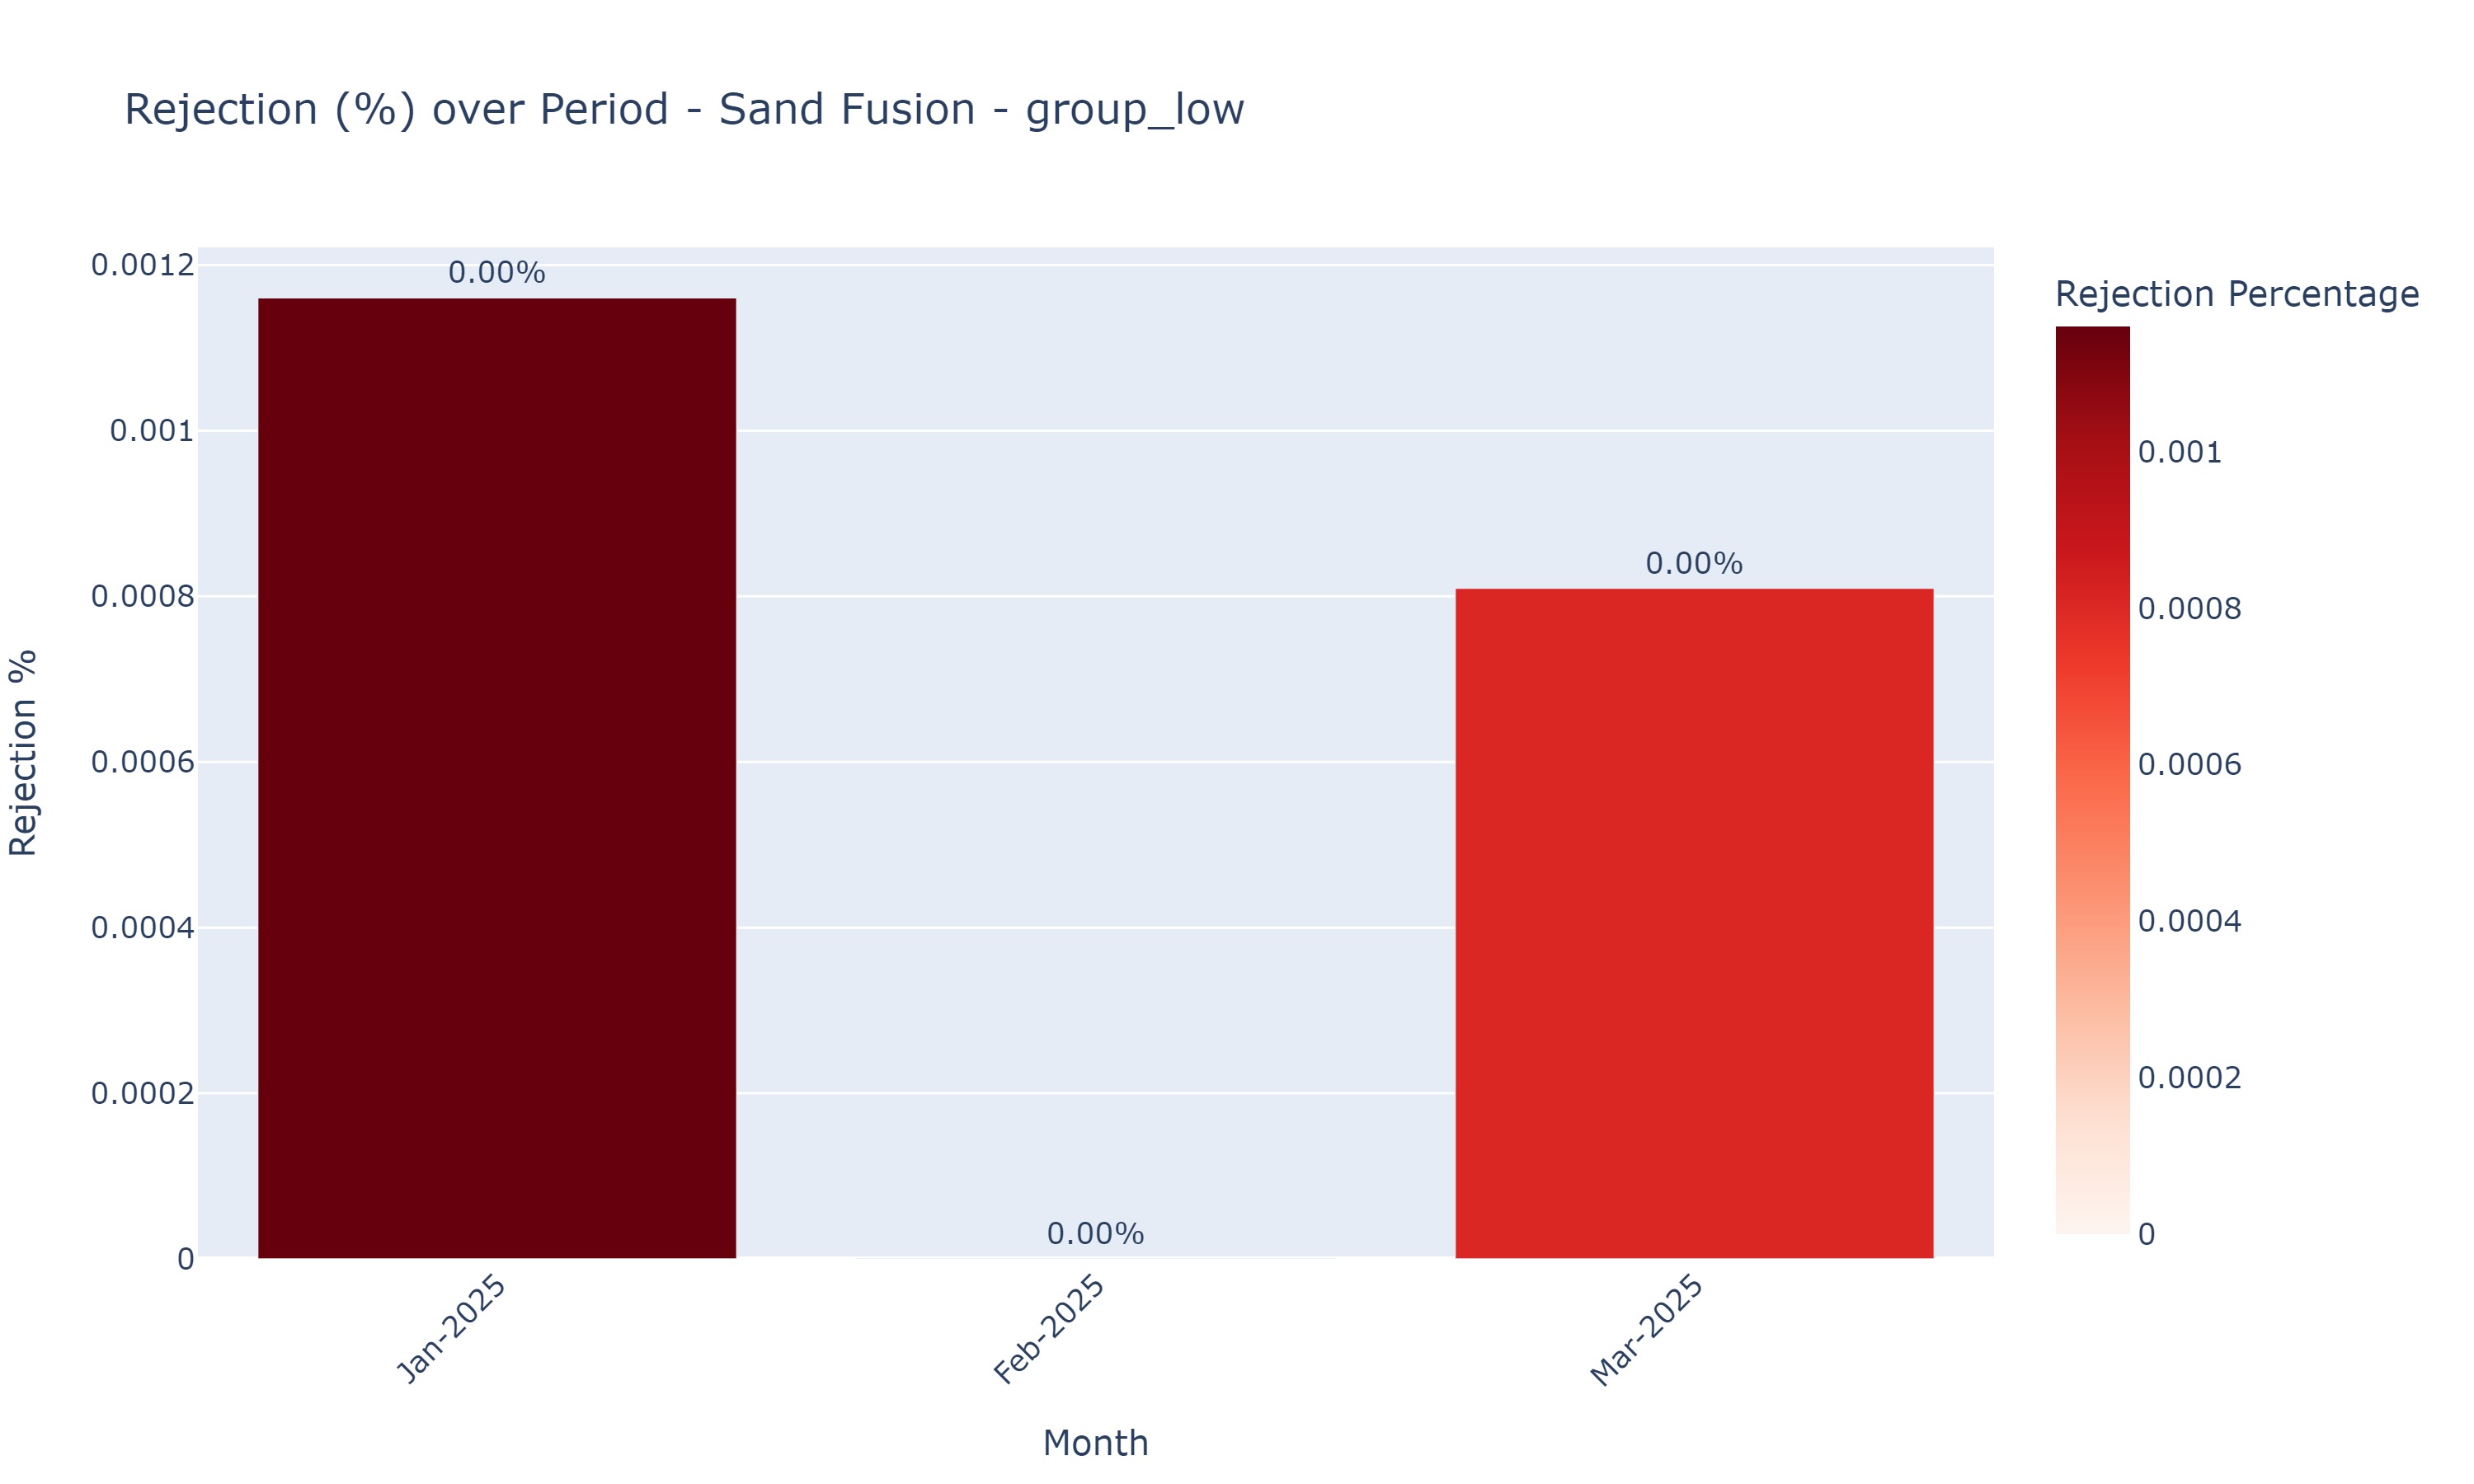 Rejection (%) over Period - Sand Fusion - group_low
0.0012
0.001
0.0008
0.0006
0.0004
0.0002
0
Rejection %
0.00%
0.00%
0.00%
Jan-2025
Feb-2025
Mar-2025
Month
Rejection Percentage
0.001
0.0008
0.0006
0.0004
0.0002
0